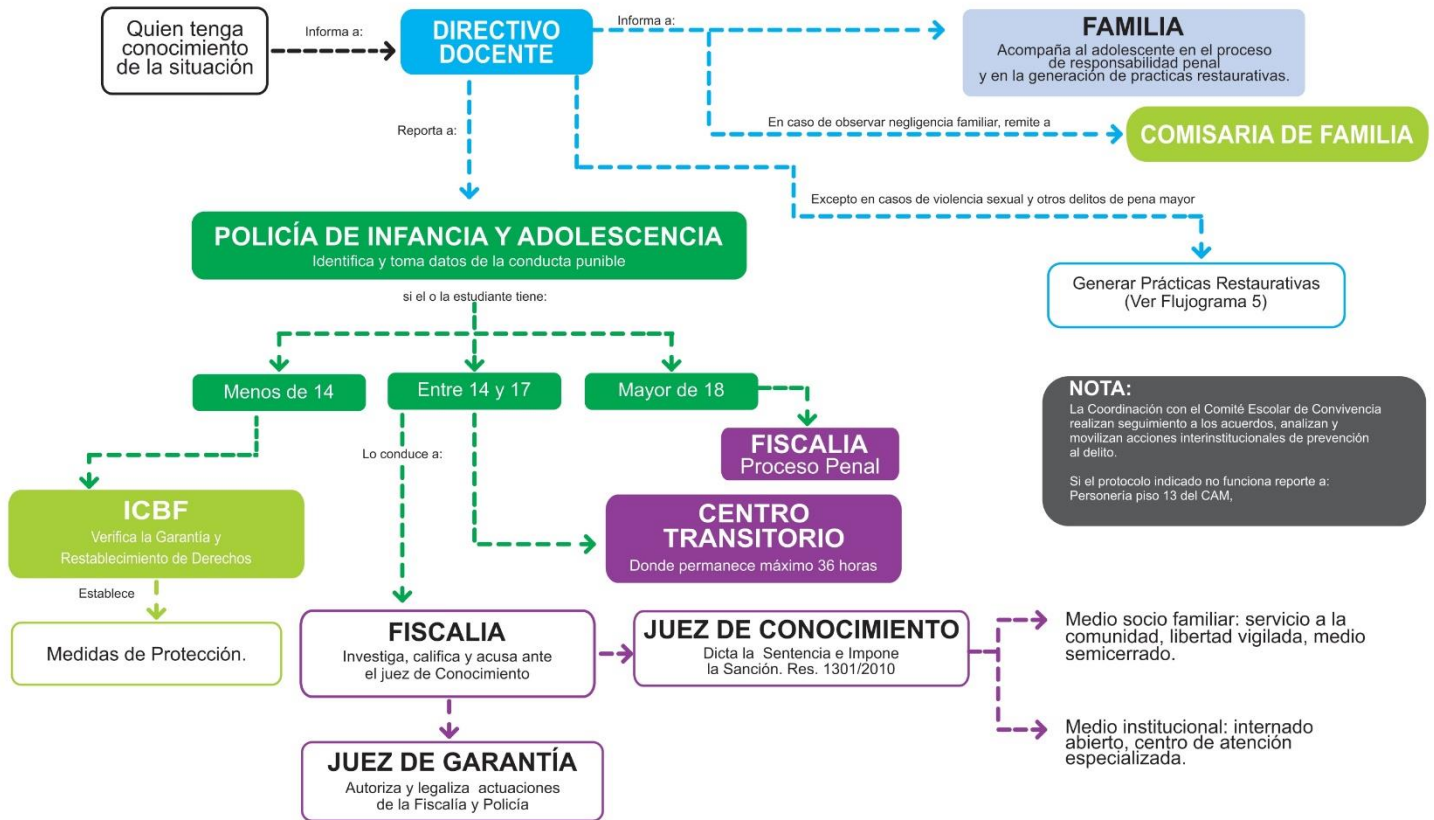 Quien tenga
conocimiento
de la situación
Informa a:
DIRECTIVO
DOCENTE
Informa a:
FAMILIA
Acompaña al adolescente en el proceso
de responsabilidad penal
y en la generación de practicas restaurativas.
En caso de observar negligencia familiar, remite a
COMISARIA DE FAMILIA
Reporta a:
Excepto en casos de violencia sexual y otros delitos de pena mayor
Generar Prácticas Restaurativas
(Ver Flujograma 5)
POLICÍA DE INFANCIA Y ADOLESCENCIA
Identifica y toma datos de la conducta punible
si el o la estudiante tiene:
Menos de 14
Entre 14 y 17
Mayor de 18
FISCALIA
Proceso Penal
NOTA:
La Coordinación con el Comité Escolar de Convivencia
realizan seguimiento a los acuerdos, analizan y
movilizan acciones interinstitucionales de prevención
al delito.
Si el protocolo indicado no funciona reporte a:
Personería piso 13 del CAM,
Lo conduce a:
ICBF
Verifica la Garantía y
Restablecimiento de Derechos
Establece
Medidas de Protección.
CENTRO
TRANSITORIO
Donde permanece máximo 36 horas
FISCALIA
Investiga, califica y acusa ante
el juez de Conocimiento
JUEZ DE CONOCIMIENTO
Dicta la Sentencia e Impone
la Sanción. Res. 1301/2010
Medio socio familiar: servicio a
la comunidad, libertad vigilada, medio
semicerrado.
Medio institucional: internado
abierto, centro de atención
especializada.
JUEZ DE GARANTÍA
Autoriza y legaliza actuaciones
de la Fiscalía y Policía